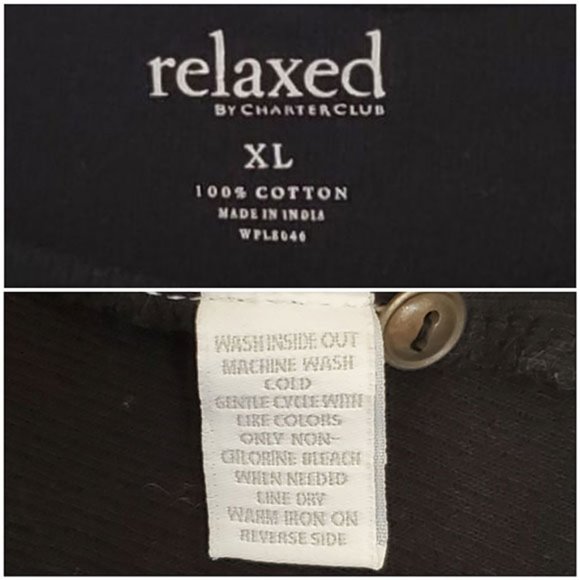 relaxed
BY CHARTER CLUB
XL
100% COTTON
MADE IN INDIA
WPL8046
WASH INSIDE OUT
MACHINE WASH
COLD
GENTLE CYCLE WITH
LIKE COLORS
ONLY NON-
CHLORINE BLEACH
WHEN NEEDED
LINE DRY
WARM IRON ON
REVERSE SIDE